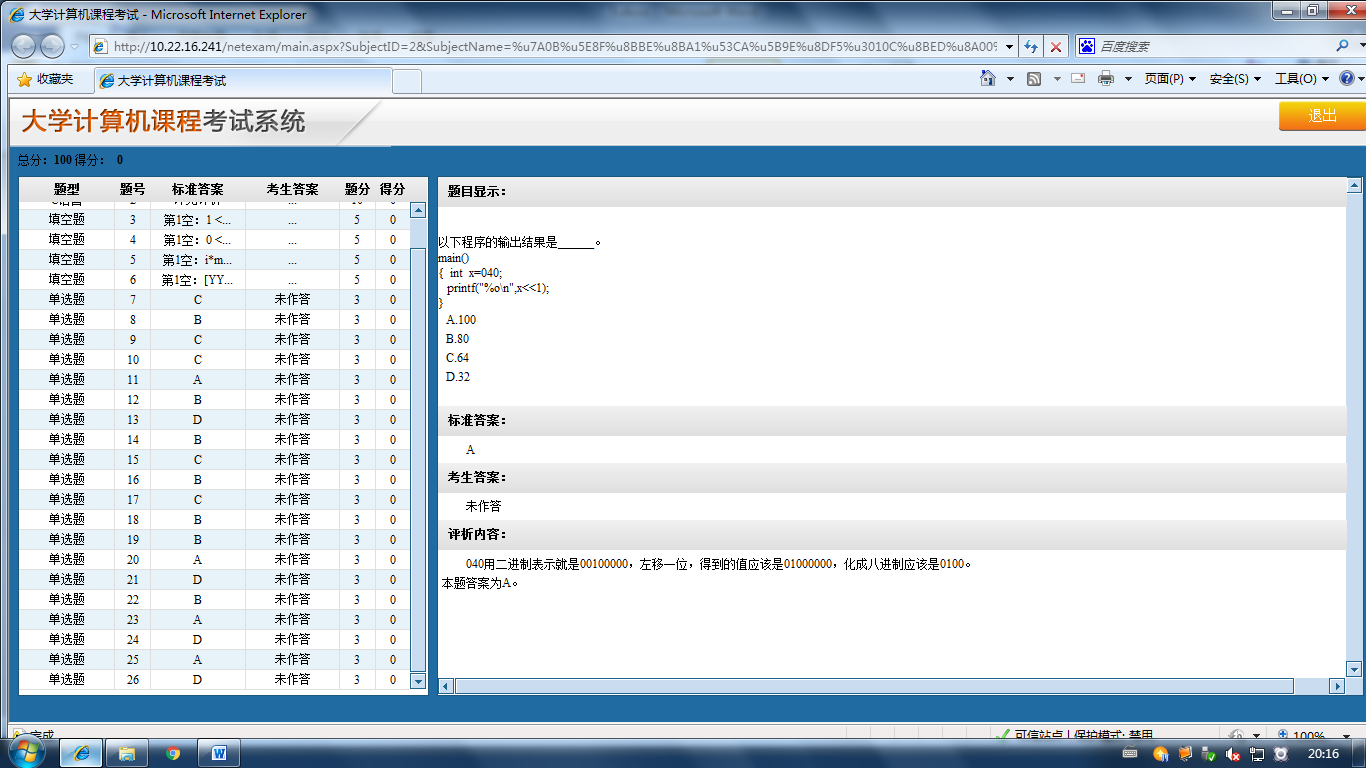 大学计算机课程考试 - Microsoft Internet Explorer
http://10.22.16.241/netexam/main.aspx?SubjectID=2&SubjectName=%u7A0B%u5E8F%u8BBE%u8BA1%u53CA%u5B9E%u8DF5%u3010C%u8BED%u8A00%
百度搜索
收藏夹
大学计算机课程考试
页面(P)
安全(S)
工具(O)
大学计算机课程考试系统
退出
总分：100 得分： 0
题型 题号 标准答案 考生答案 题分 得分
填空题 3 第1空：1 <... ... 5 0
填空题 4 第1空：0 <... ... 5 0
填空题 5 第1空：i*m... ... 5 0
填空题 6 第1空：[YY... ... 5 0
单选题 7 C 未作答 3 0
单选题 8 B 未作答 3 0
单选题 9 C 未作答 3 0
单选题 10 C 未作答 3 0
单选题 11 A 未作答 3 0
单选题 12 B 未作答 3 0
单选题 13 D 未作答 3 0
单选题 14 B 未作答 3 0
单选题 15 C 未作答 3 0
单选题 16 B 未作答 3 0
单选题 17 C 未作答 3 0
单选题 18 B 未作答 3 0
单选题 19 B 未作答 3 0
单选题 20 A 未作答 3 0
单选题 21 D 未作答 3 0
单选题 22 B 未作答 3 0
单选题 23 A 未作答 3 0
单选题 24 D 未作答 3 0
单选题 25 A 未作答 3 0
单选题 26 D 未作答 3 0
题目显示：
以下程序的输出结果是______。
main()
{ int x=040;
printf("%o\n",x<<1);
}
A.100
B.80
C.64
D.32
标准答案：
A
考生答案：
未作答
评析内容：
040用二进制表示就是00100000，左移一位，得到的值应该是01000000，化成八进制应该是0100。
本题答案为A。
完成
可信站点 | 保护模式: 禁用
100%
20:16